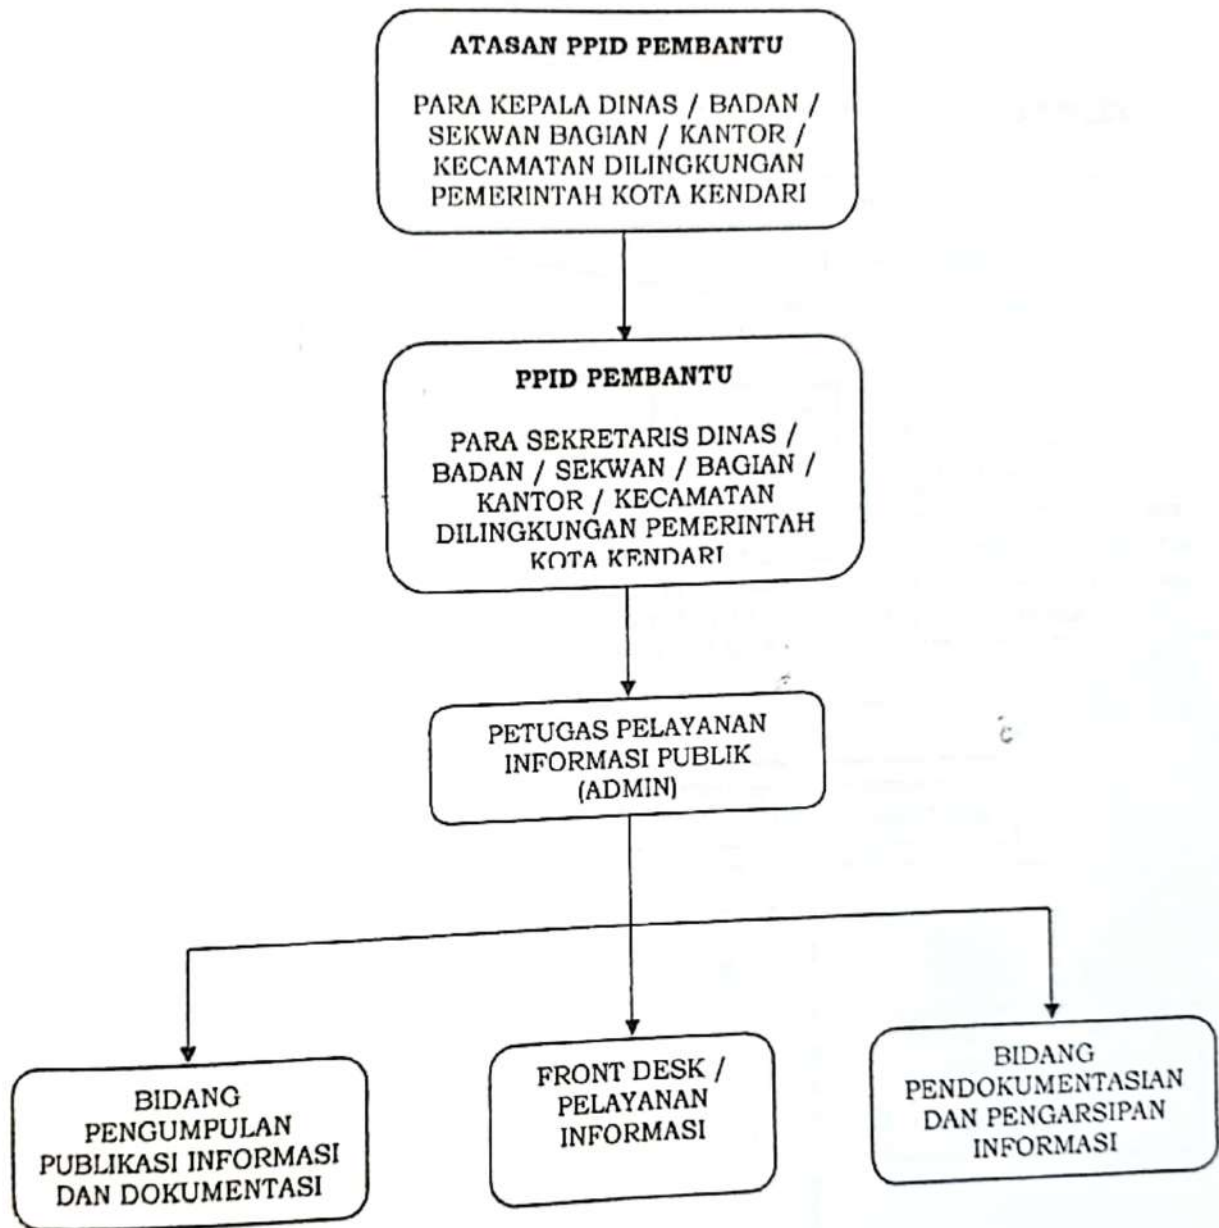 ATASAN PPID PEMBANTU
PARA KEPALA DINAS / BADAN /
SEKWAN BAGIAN / KANTOR /
KECAMATAN DILINGKUNGAN
PEMERINTAH KOTA KENDARI
PPID PEMBANTU
PARA SEKRETARIS DINAS /
BADAN / SEKWAN / BAGIAN /
KANTOR / KECAMATAN
DILINGKUNGAN PEMERINTAH
KOTA KENDARI
PETUGAS PELAYANAN
INFORMASI PUBLIK
(ADMIN)
BIDANG
PENGUMPULAN
PUBLIKASI INFORMASI
DAN DOKUMENTASI
FRONT DESK /
PELAYANAN
INFORMASI
BIDANG
PENDOKUMENTASIAN
DAN PENGARSIPAN
INFORMASI